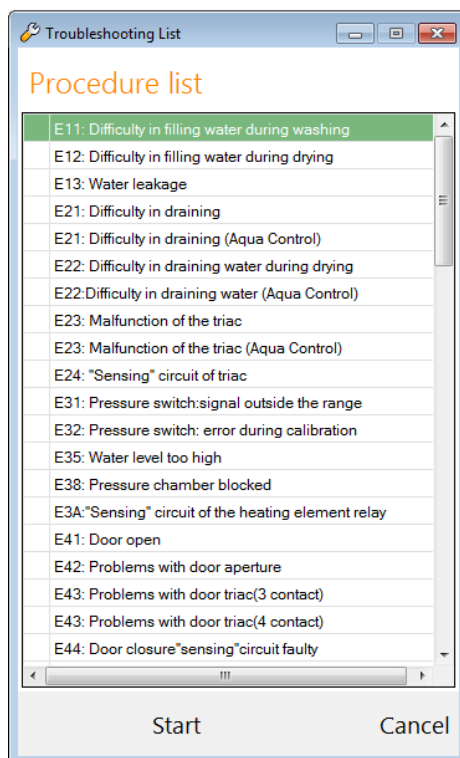 Troubleshooting List
Procedure list
E11: Difficulty in filling water during washing
E12: Difficulty in filling water during drying
E13: Water leakage
E21: Difficulty in draining
E21: Difficulty in draining (Aqua Control)
E22: Difficulty in draining water during drying
E22:Difficulty in draining water (Aqua Control)
E23: Malfunction of the triac
E23: Malfunction of the triac (Aqua Control)
E24: "Sensing" circuit of triac
E31: Pressure switch:signal outside the range
E32: Pressure switch: error during calibration
E35: Water level too high
E38: Pressure chamber blocked
E3A:"Sensing" circuit of the heating element relay
E41: Door open
E42: Problems with door aperture
E43: Problems with door triac(3 contact)
E43: Problems with door triac(4 contact)
E44: Door closure"sensing"circuit faulty
Start Cancel